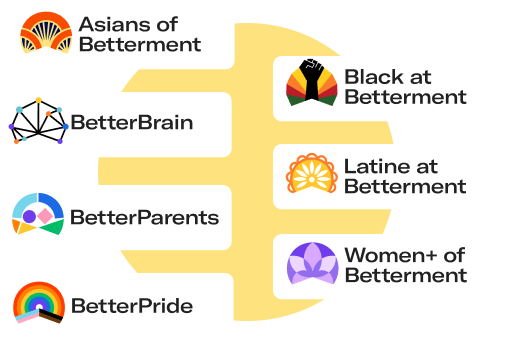 Asians of
Betterment
BetterBrain
BetterParents
BetterPride
Black at
Betterment
Latine at
Betterment
Women+ of
Betterment